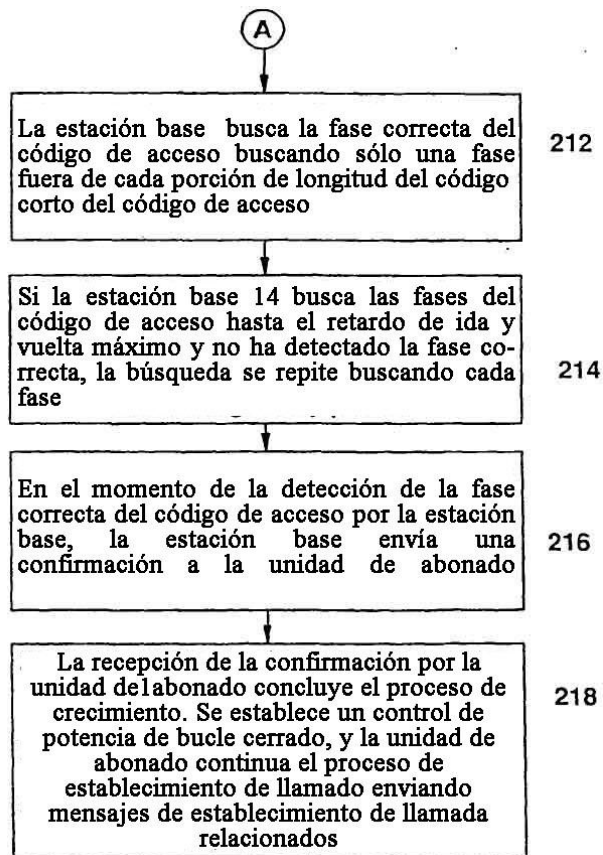 A
La estación base busca la fase correcta del
código de acceso buscando sólo una fase
fuera de cada porción de longitud del código
corto del código de acceso
212
Si la estación base 14 busca las fases del
código de acceso hasta el retardo de ida y
vuelta máximo y no ha detectado la fase co-
rrecta, la búsqueda se repite buscando cada
fase
214
En el momento de la detección de la fase
correcta del código de acceso por la estación
base, la estación base envía una
confirmación a la unidad de abonado
216
La recepción de la confirmación por la
unidad del abonado concluye el proceso de
crecimiento. Se establece un control de
potencia de bucle cerrado, y la unidad de
abonado continua el proceso de
establecimiento de llamado enviando
mensajes de establecimiento de llamada
relacionados
218